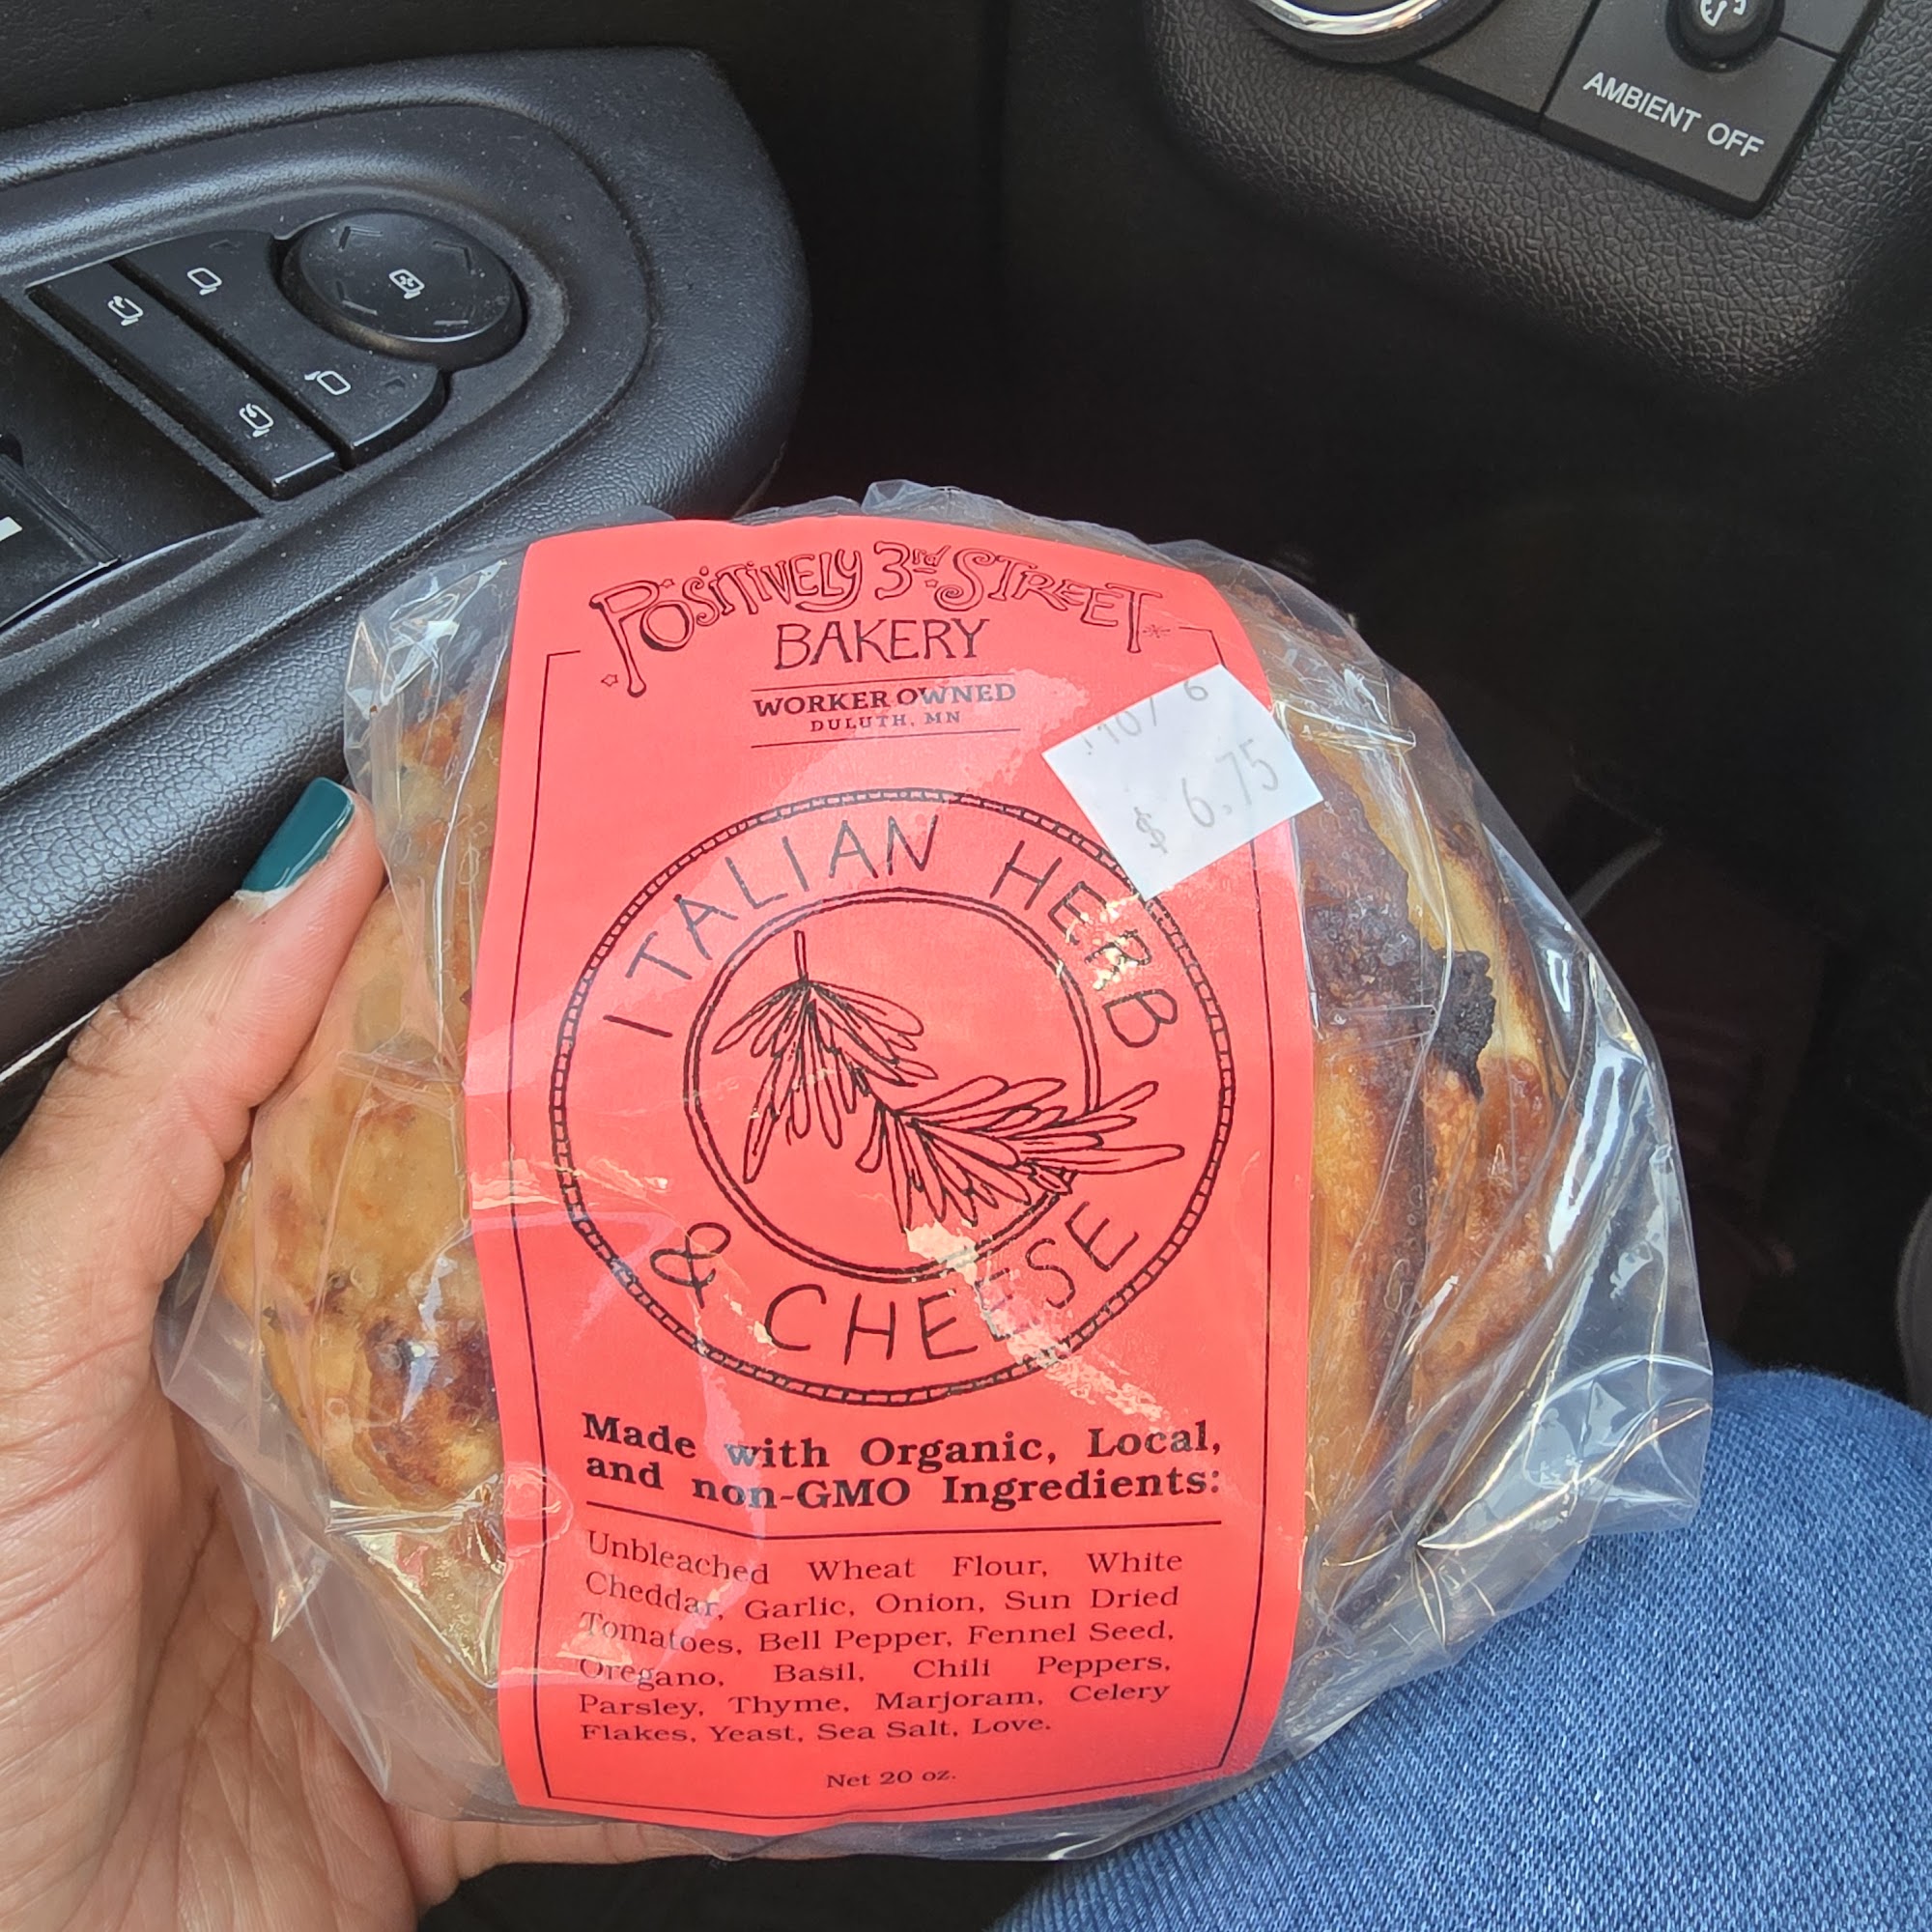 AMBIENT OFF
POSITIVELY 3rd STREET
BAKERY
WORKER OWNED
DULUTH, MN
6
$ 6.75
ITALIAN HERB
& CHEESE
Made with Organic, Local,
and non-GMO Ingredients:
Unbleached Wheat Flour, White
Cheddar, Garlic, Onion, Sun Dried
Tomatoes, Bell Pepper, Fennel Seed,
Oregano, Basil, Chili Peppers,
Parsley, Thyme, Marjoram, Celery
Flakes, Yeast, Sea Salt, Love.
Net 20 oz.